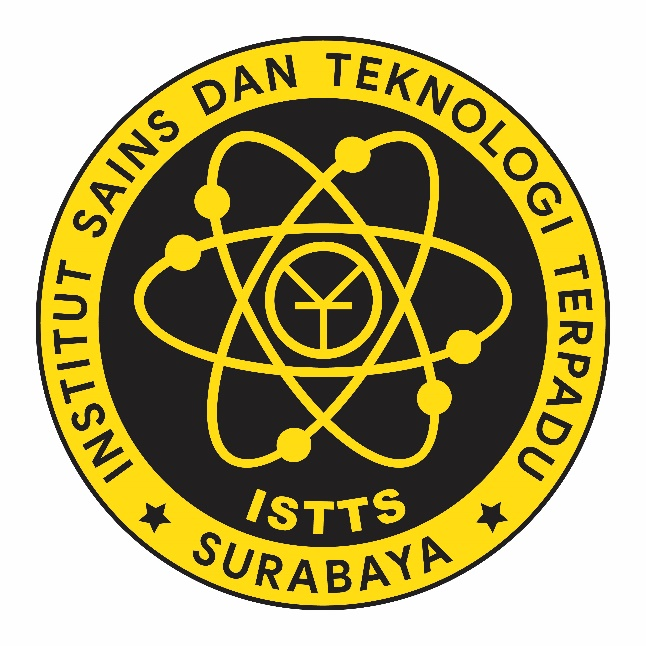 INSTITUT SAINS DAN TEKNOLOGI TERPADU
ISTTS
SURABAYA